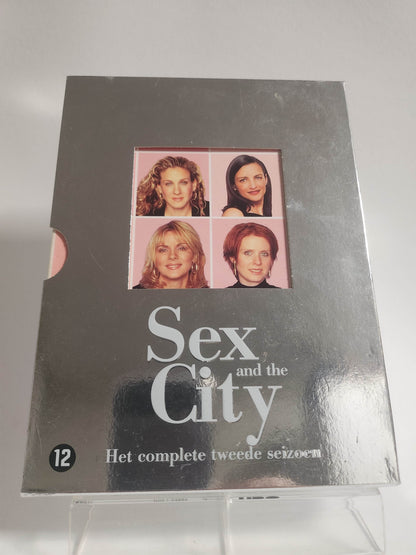 Sex
and the
City
Het complete tweede seizoen
12